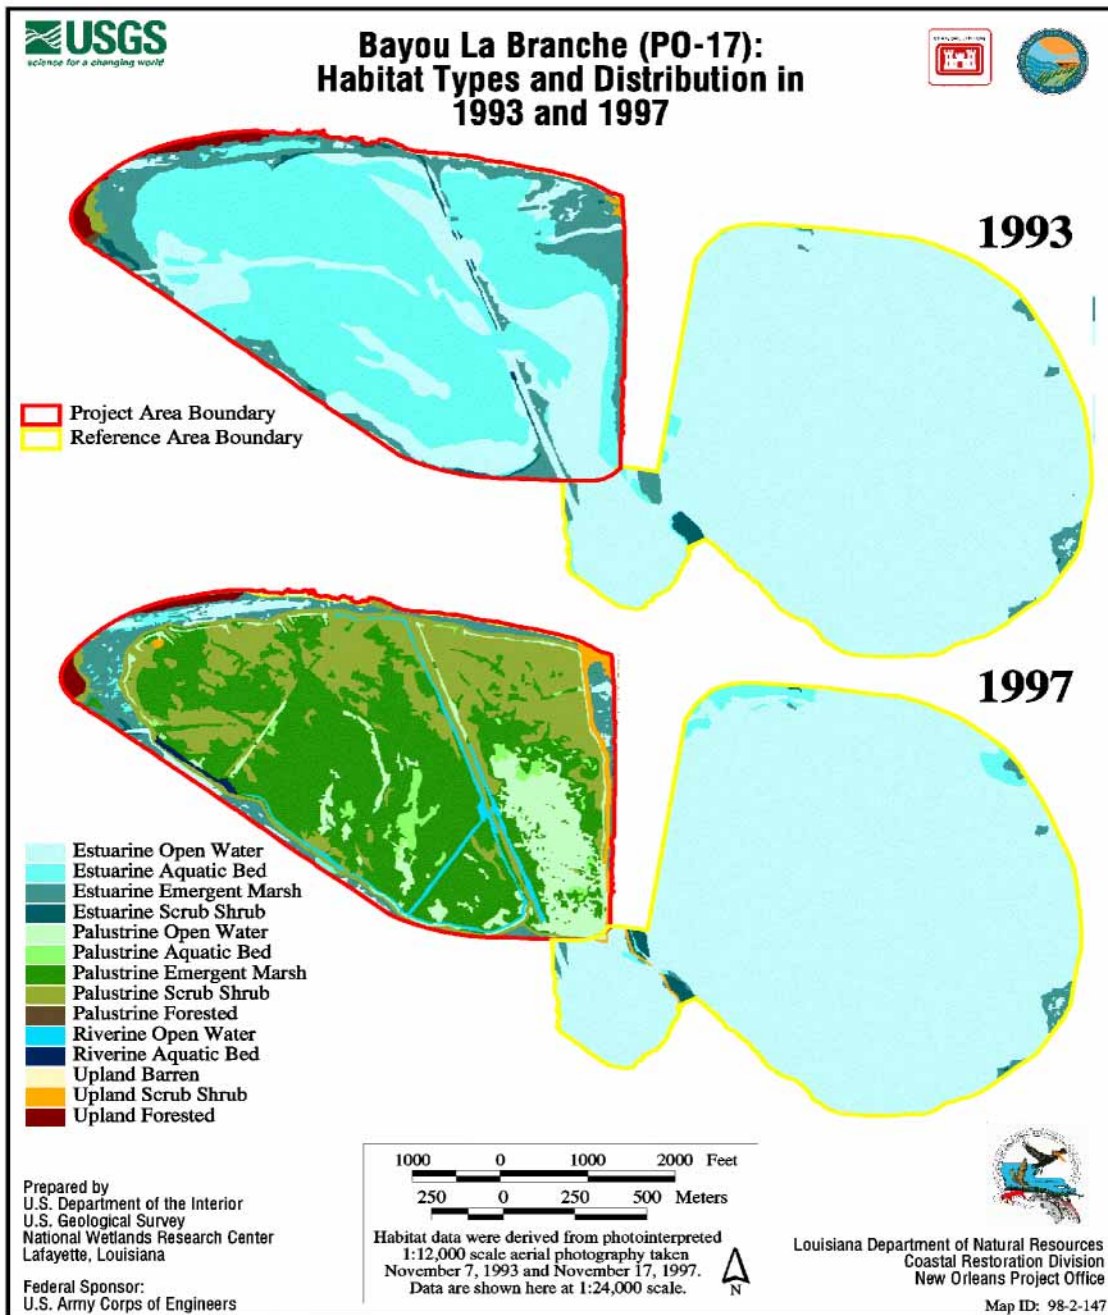 USGS
science for a changing world
Bayou La Branche (PO-17):
Habitat Types and Distribution in
1993 and 1997
1993
Project Area Boundary
Reference Area Boundary
1997
Estuarine Open Water
Estuarine Aquatic Bed
Estuarine Emergent Marsh
Estuarine Scrub Shrub
Palustrine Open Water
Palustrine Aquatic Bed
Palustrine Emergent Marsh
Palustrine Scrub Shrub
Palustrine Forested
Riverine Open Water
Riverine Aquatic Bed
Upland Barren
Upland Scrub Shrub
Upland Forested
1000 0 1000 2000 Feet
250 0 250 500 Meters
Habitat data were derived from photointerpreted
1:12,000 scale aerial photography taken
November 7, 1993 and November 17, 1997.
Data are shown here at 1:24,000 scale.
N
Prepared by
U.S. Department of the Interior
U.S. Geological Survey
National Wetlands Research Center
Lafayette, Louisiana
Federal Sponsor:
U.S. Army Corps of Engineers
Louisiana Department of Natural Resources
Coastal Restoration Division
New Orleans Project Office
Map ID: 98-2-147